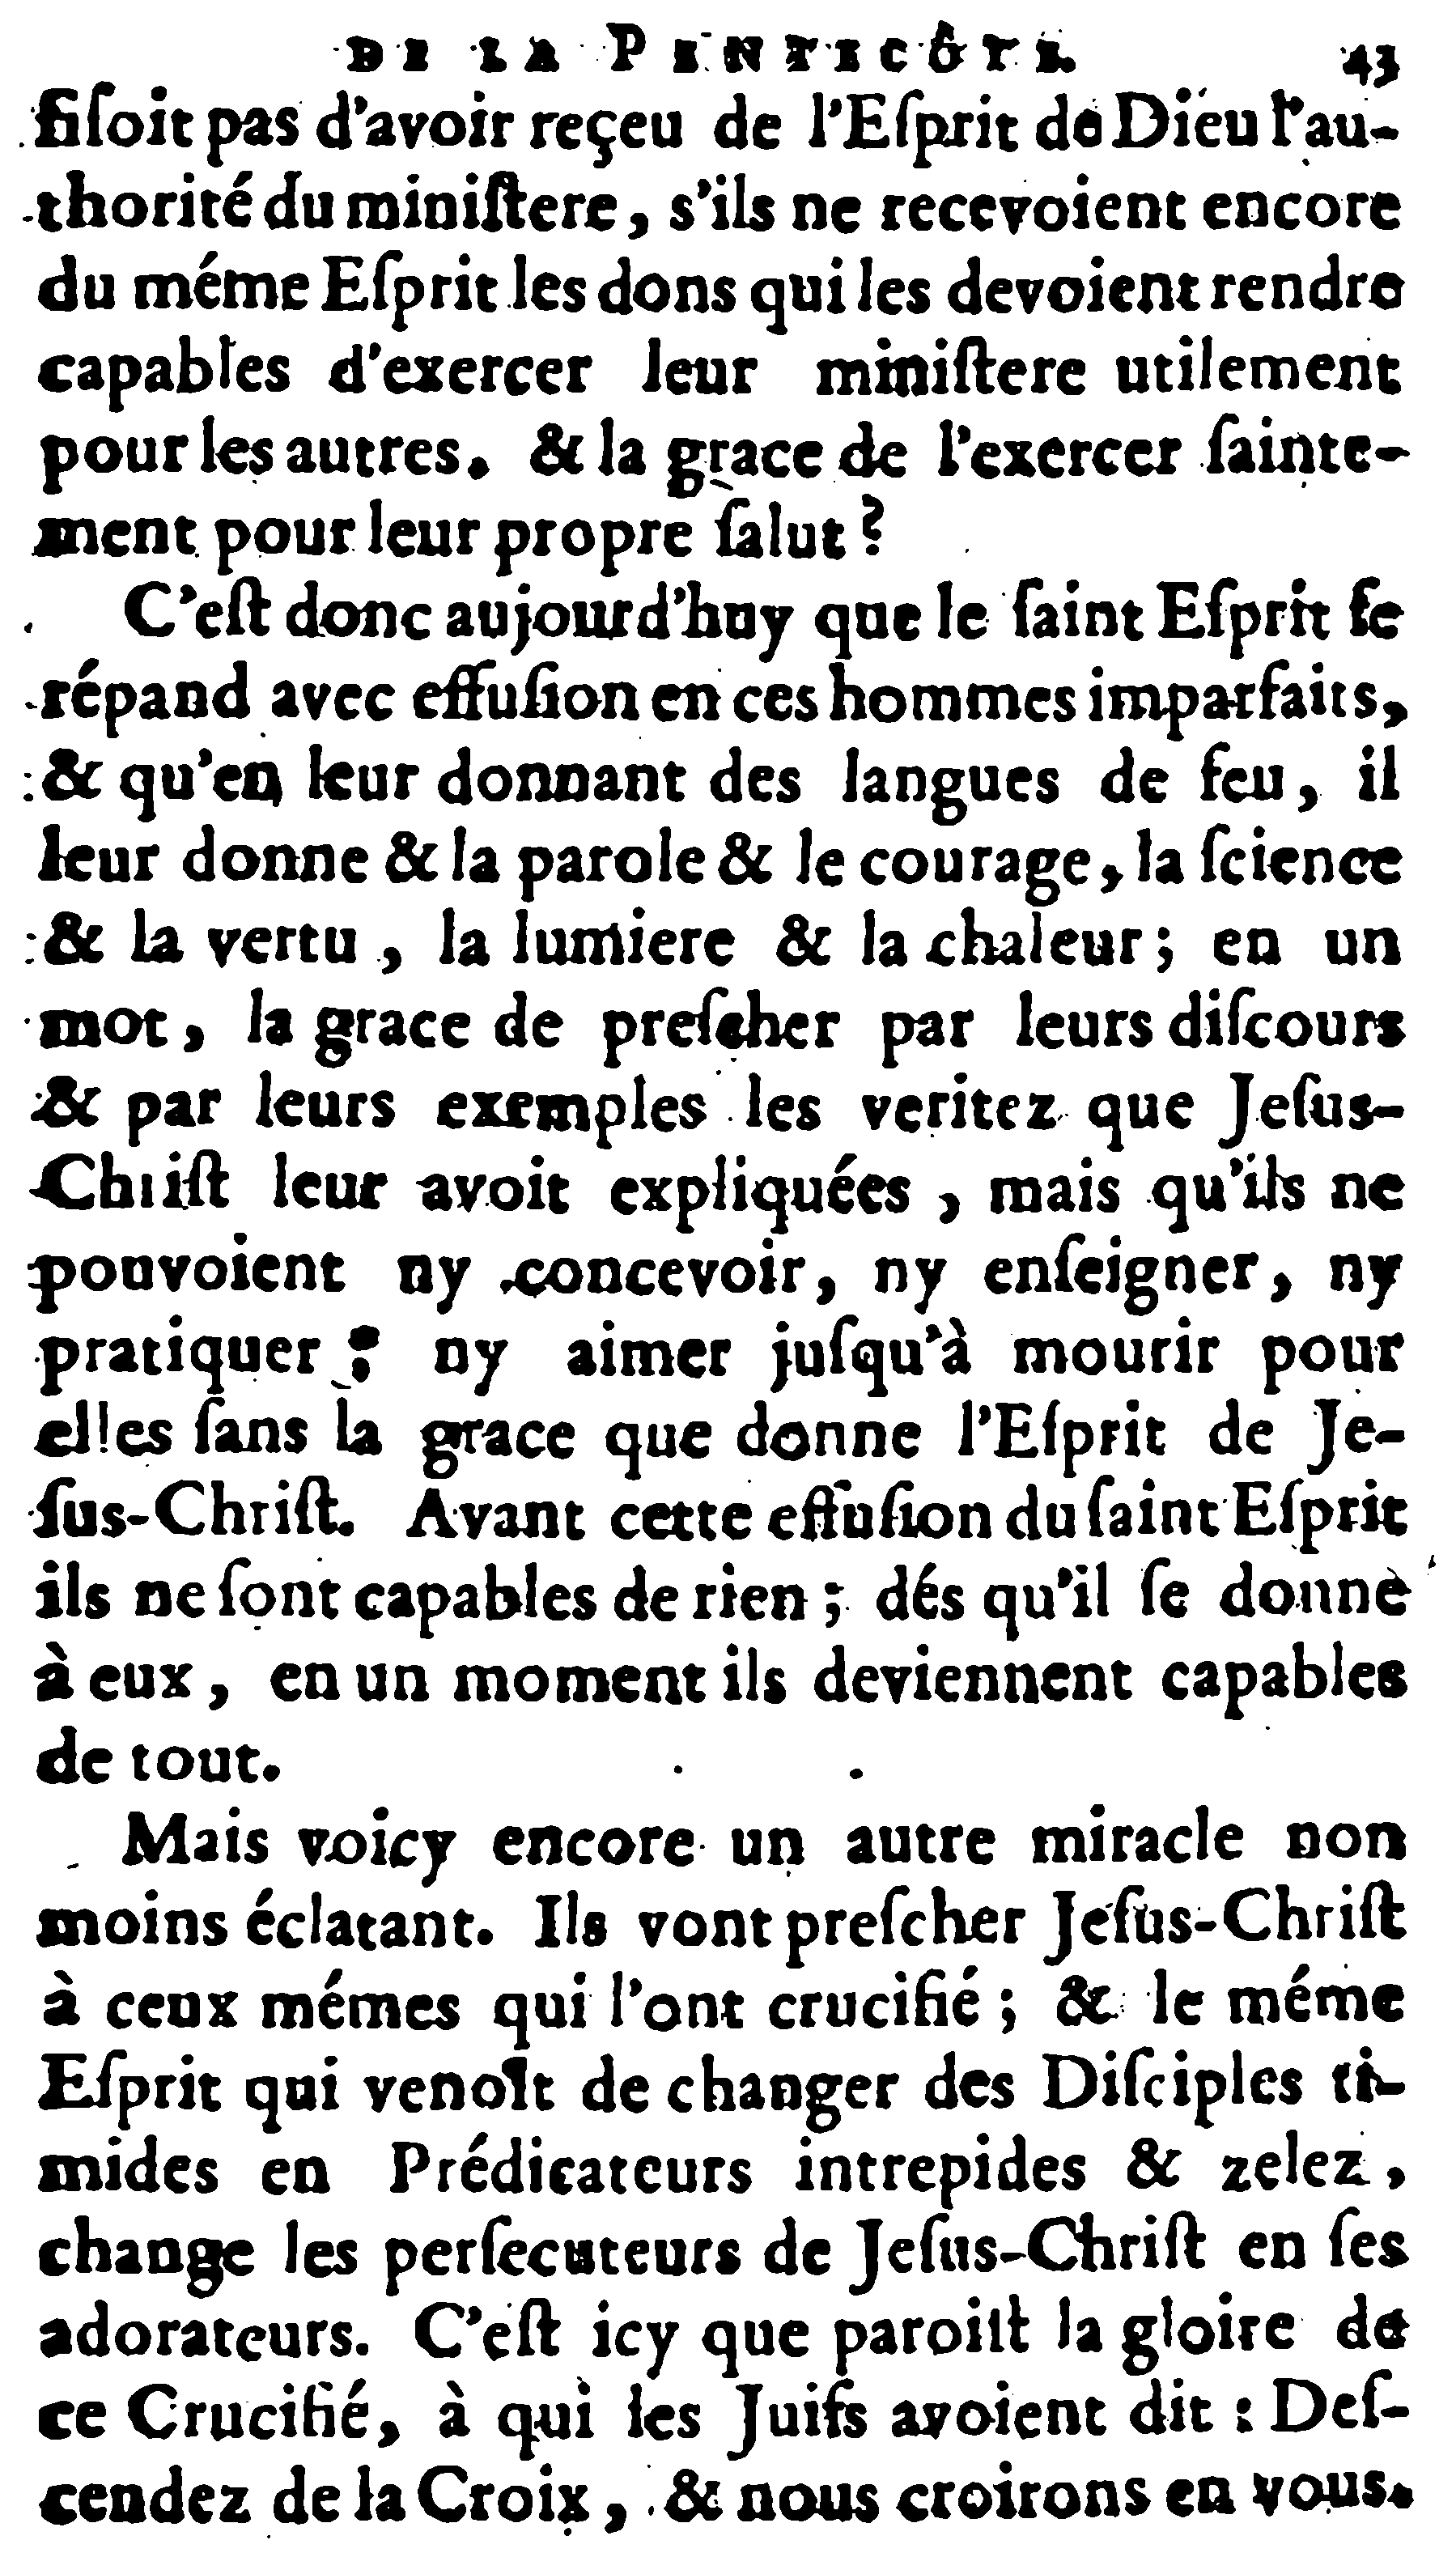 DE LA PENTECÔTE. 43
fiſoit pas d'avoir reçeu de l'Eſprit de Dieu l'au-
thorité du miniſtere, s'ils ne recevoient encore
du méme Eſprit les dons qui les devoient rendre
capables d'exercer leur miniſtere utilement
pour les autres. & la grace de l'exercer ſainte-
ment pour leur propre ſalut?
C'eſt donc aujourd'huy que le ſaint Eſprit ſe
répand avec effuſion en ces hommes imparfaits,
& qu'en leur donnant des langues de feu, il
leur donne & la parole & le courage, la ſcience
& la vertu, la lumiere & la chaleur; en un
mot, la grace de preſcher par leurs diſcours
& par leurs exemples les veritez que Jeſus-
Chriſt leur avoit expliquées, mais qu'ils ne
pouvoient ny concevoir, ny enſeigner, ny
pratiquer; ny aimer juſqu'à mourir pour
elles ſans la grace que donne l'Eſprit de Je-
ſus-Chriſt. Avant cette effuſion du ſaint Eſprit
ils ne ſont capables de rien; dés qu'il ſe donne
à eux, en un moment ils deviennent capables
de tout.
Mais voicy encore un autre miracle non
moins éclatant. Ils vont preſcher Jeſus-Chriſt
à ceux mémes qui l'ont crucifié; & le méme
Eſprit qui venoit de changer des Diſciples ti-
mides en Prédicateurs intrepides & zelez,
change les perſecuteurs de Jeſus-Chriſt en ſes
adorateurs. C'eſt icy que paroiſt la gloire de
ce Crucifié, à qui les Juifs avoient dit : Deſ-
cendez de la Croix, & nous croirons en vous.